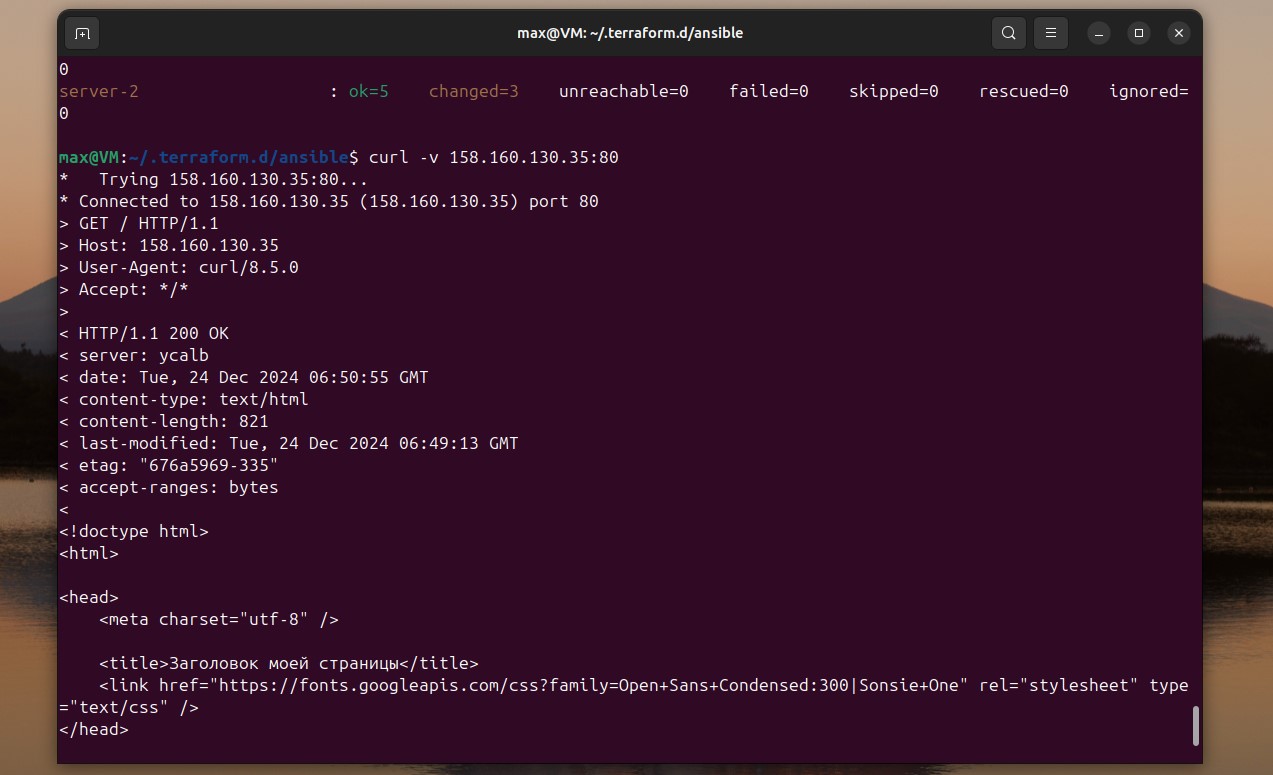 max@VM: ~/.terraform.d/ansible
0
server-2                   : ok=5    changed=3    unreachable=0    failed=0    skipped=0    rescued=0    ignored=
0
max@VM:~/.terraform.d/ansible$ curl -v 158.160.130.35:80
*   Trying 158.160.130.35:80...
* Connected to 158.160.130.35 (158.160.130.35) port 80
> GET / HTTP/1.1
> Host: 158.160.130.35
> User-Agent: curl/8.5.0
> Accept: */*
>
< HTTP/1.1 200 OK
< server: ycalb
< date: Tue, 24 Dec 2024 06:50:55 GMT
< content-type: text/html
< content-length: 821
< last-modified: Tue, 24 Dec 2024 06:49:13 GMT
< etag: "676a5969-335"
< accept-ranges: bytes
<
<!doctype html>
<html>
<head>
    <meta charset="utf-8" />
    <title>Заголовок моей страницы</title>
    <link href="https://fonts.googleapis.com/css?family=Open+Sans+Condensed:300|Sonsie+One" rel="stylesheet" type
="text/css" />
</head>